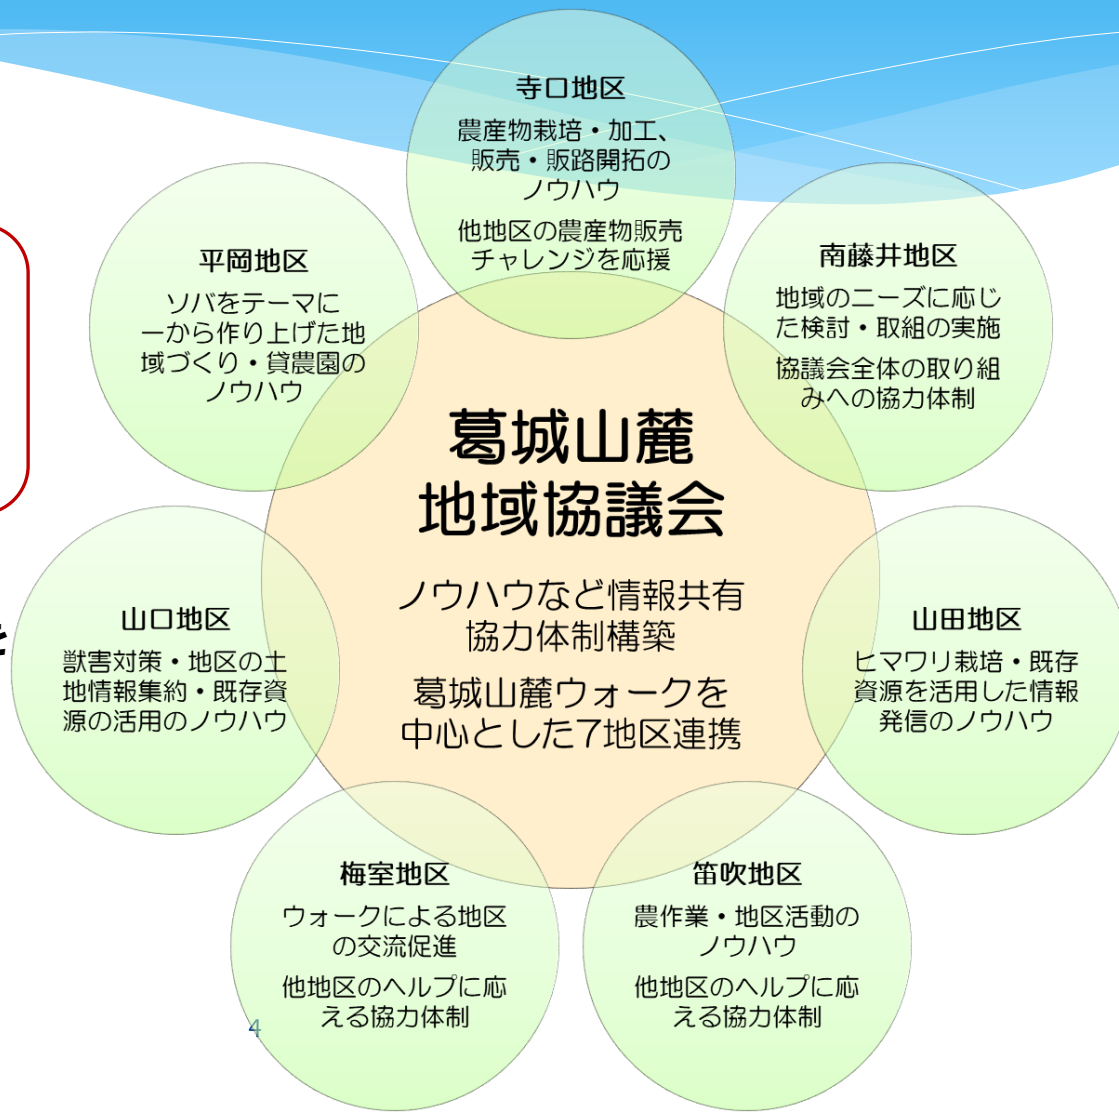 寺口地区
農産物栽培・加工、
販売・販路開拓の
ノウハウ
他地区の農産物販売
チャレンジを応援
平岡地区
ソバをテーマに
一から作り上げた地
域づくり・貸農園の
ノウハウ
南藤井地区
地域のニーズに応じ
た検討・取組の実施
協議会全体の取り組
みへの協力体制
葛城山麓
地域協議会
ノウハウなど情報共有
協力体制構築
葛城山麓ウォークを
中心とした7地区連携
山口地区
獣害対策・地区の土
地情報集約・既存資
源の活用のノウハウ
山田地区
ヒマワリ栽培・既存
資源を活用した情報
発信のノウハウ
梅室地区
ウォークによる地区
の交流促進
他地区のヘルプに応
える協力体制
笛吹地区
農作業・地区活動の
ノウハウ
他地区のヘルプに応
える協力体制
4